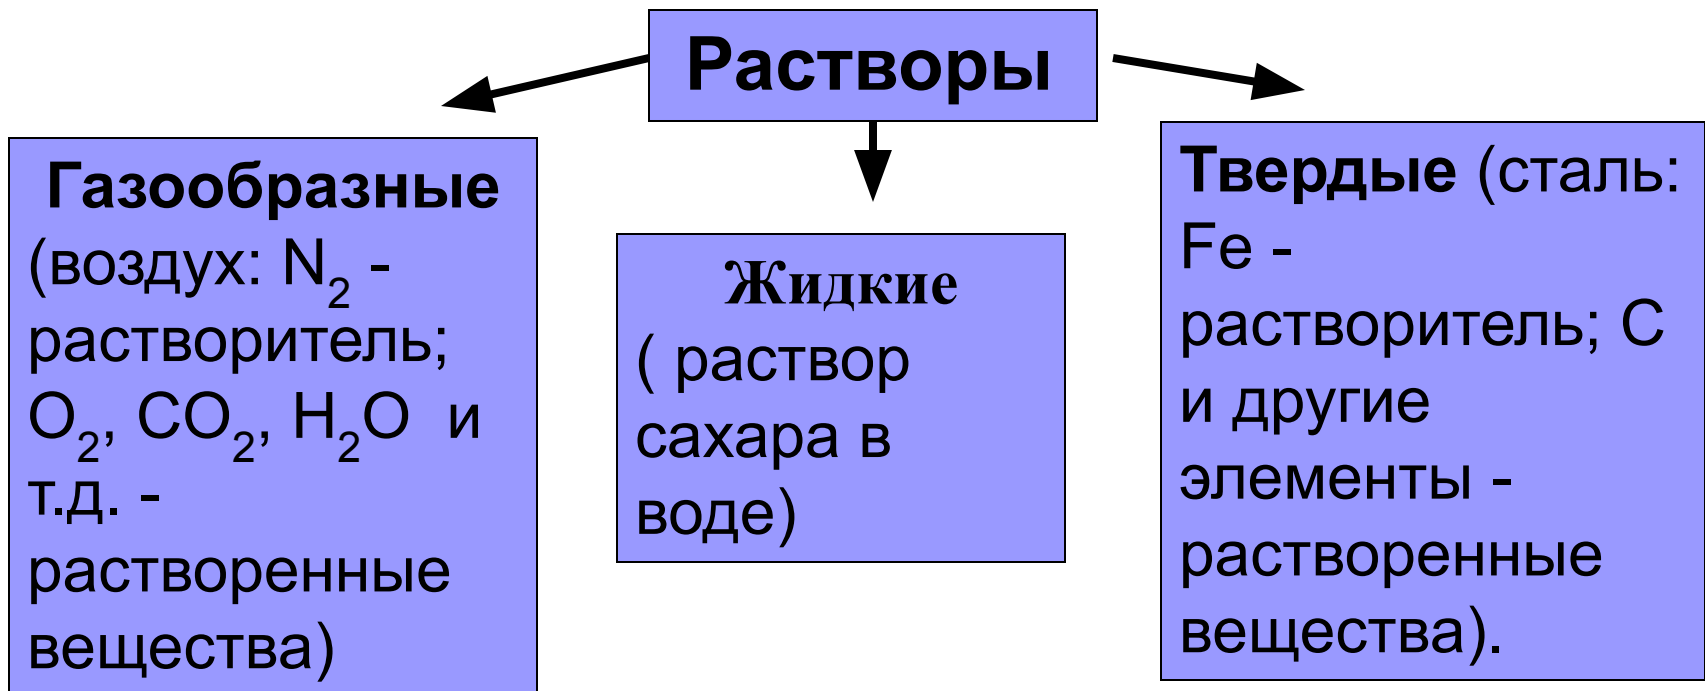 Растворы
Газообразные
(воздух: N₂ -
растворитель;
O₂, CO₂, H₂O и
т.д. -
растворенные
вещества)
Жидкие
( раствор
сахара в
воде)
Твердые (сталь:
Fe -
растворитель; С
и другие
элементы -
растворенные
вещества).